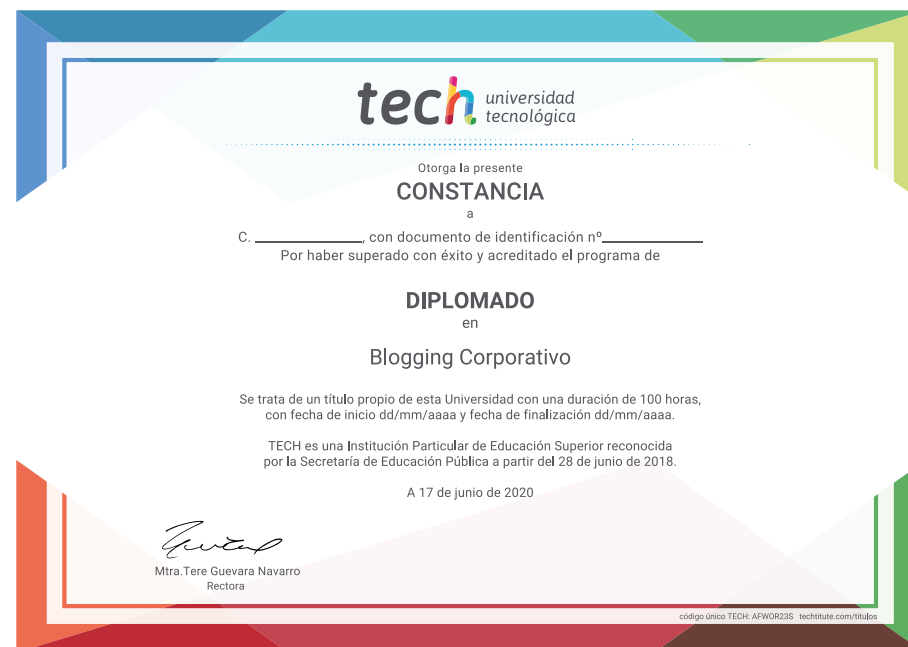 tech universidad
tecnológica
Otorga la presente
CONSTANCIA
a
C. ______________, con documento de identificación nº______________
Por haber superado con éxito y acreditado el programa de
DIPLOMADO
en
Blogging Corporativo
Se trata de un título propio de esta Universidad con una duración de 100 horas,
con fecha de inicio dd/mm/aaaa y fecha de finalización dd/mm/aaaa.
TECH es una Institución Particular de Educación Superior reconocida
por la Secretaría de Educación Pública a partir del 28 de junio de 2018.
A 17 de junio de 2020
Mtra.Tere Guevara Navarro
Rectora
código único TECH: AFWOR23S techtitute.com/titulos